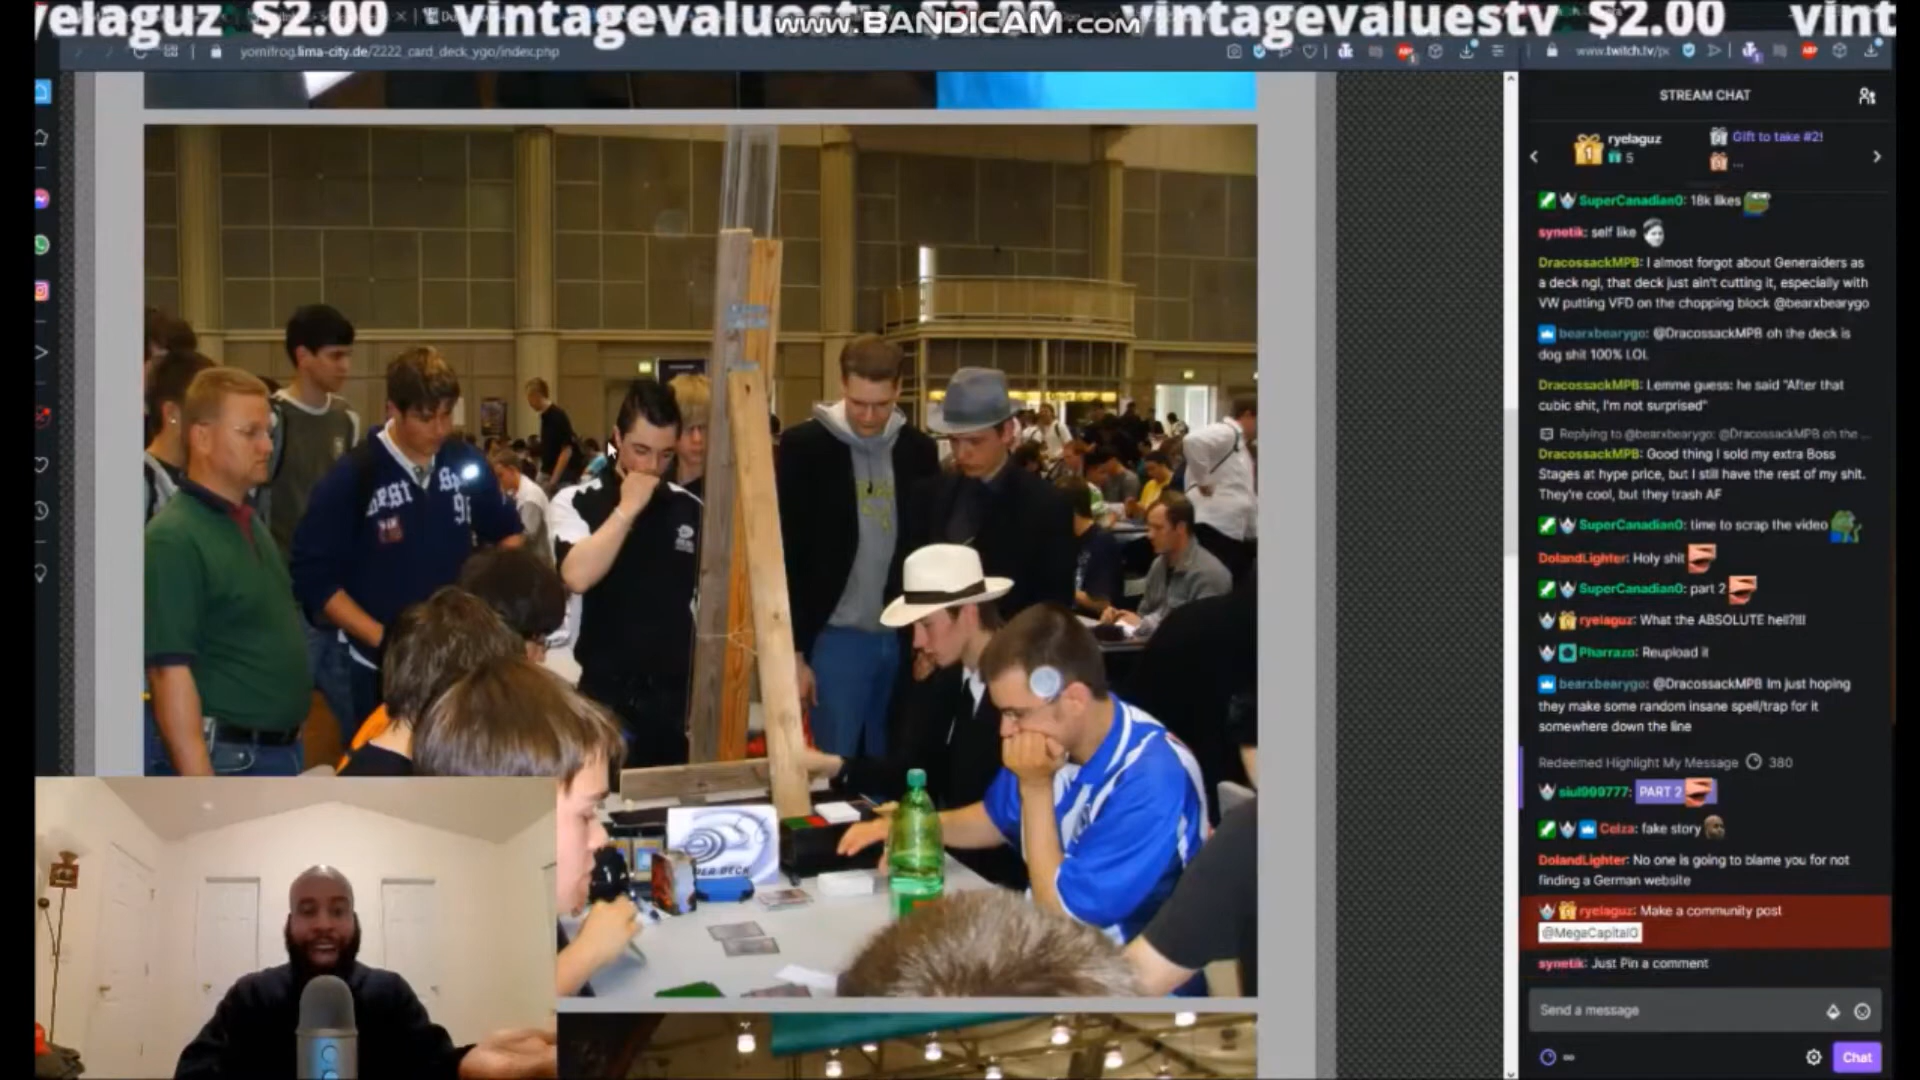 yelaguz $2.00 vintagevaluestv $2.00 vint
www.BANDICAM.com
yomifrog.lima-city.de/2222_card_deck_ygo/index.php
www.twitch.tv/p
STREAM CHAT
ryelaguz
5
Gift to take #2!
...
SuperCanadian0: 18k likes
synetik: self like
DracossackMPB: I almost forgot about Generaiders as
a deck ngl, that deck just ain't cutting it, especially with
VW putting VFD on the chopping block @bearxbearygo
bearxbearygo: @DracossackMPB oh the deck is
dog shit 100% LOL
DracossackMPB: Lemme guess: he said "After that
cubic shit, I'm not surprised"
Replying to @bearxbearygo: @DracossackMPB oh the ...
DracossackMPB: Good thing I sold my extra Boss
Stages at hype price, but I still have the rest of my shit.
They're cool, but they trash AF
SuperCanadian0: time to scrap the video
DolandLighter: Holy shit
SuperCanadian0: part 2
ryelaguz: What the ABSOLUTE hell?!!!
Pharrazo: Reupload it
bearxbearygo: @DracossackMPB Im just hoping
they make some random insane spell/trap for it
somewhere down the line
Redeemed Highlight My Message 380
siul999777: PART 2
Celza: fake story
DolandLighter: No one is going to blame you for not
finding a German website
ryelaguz: Make a community post
@MegaCapitalG
synetik: Just Pin a comment
Send a message
Chat
DECK